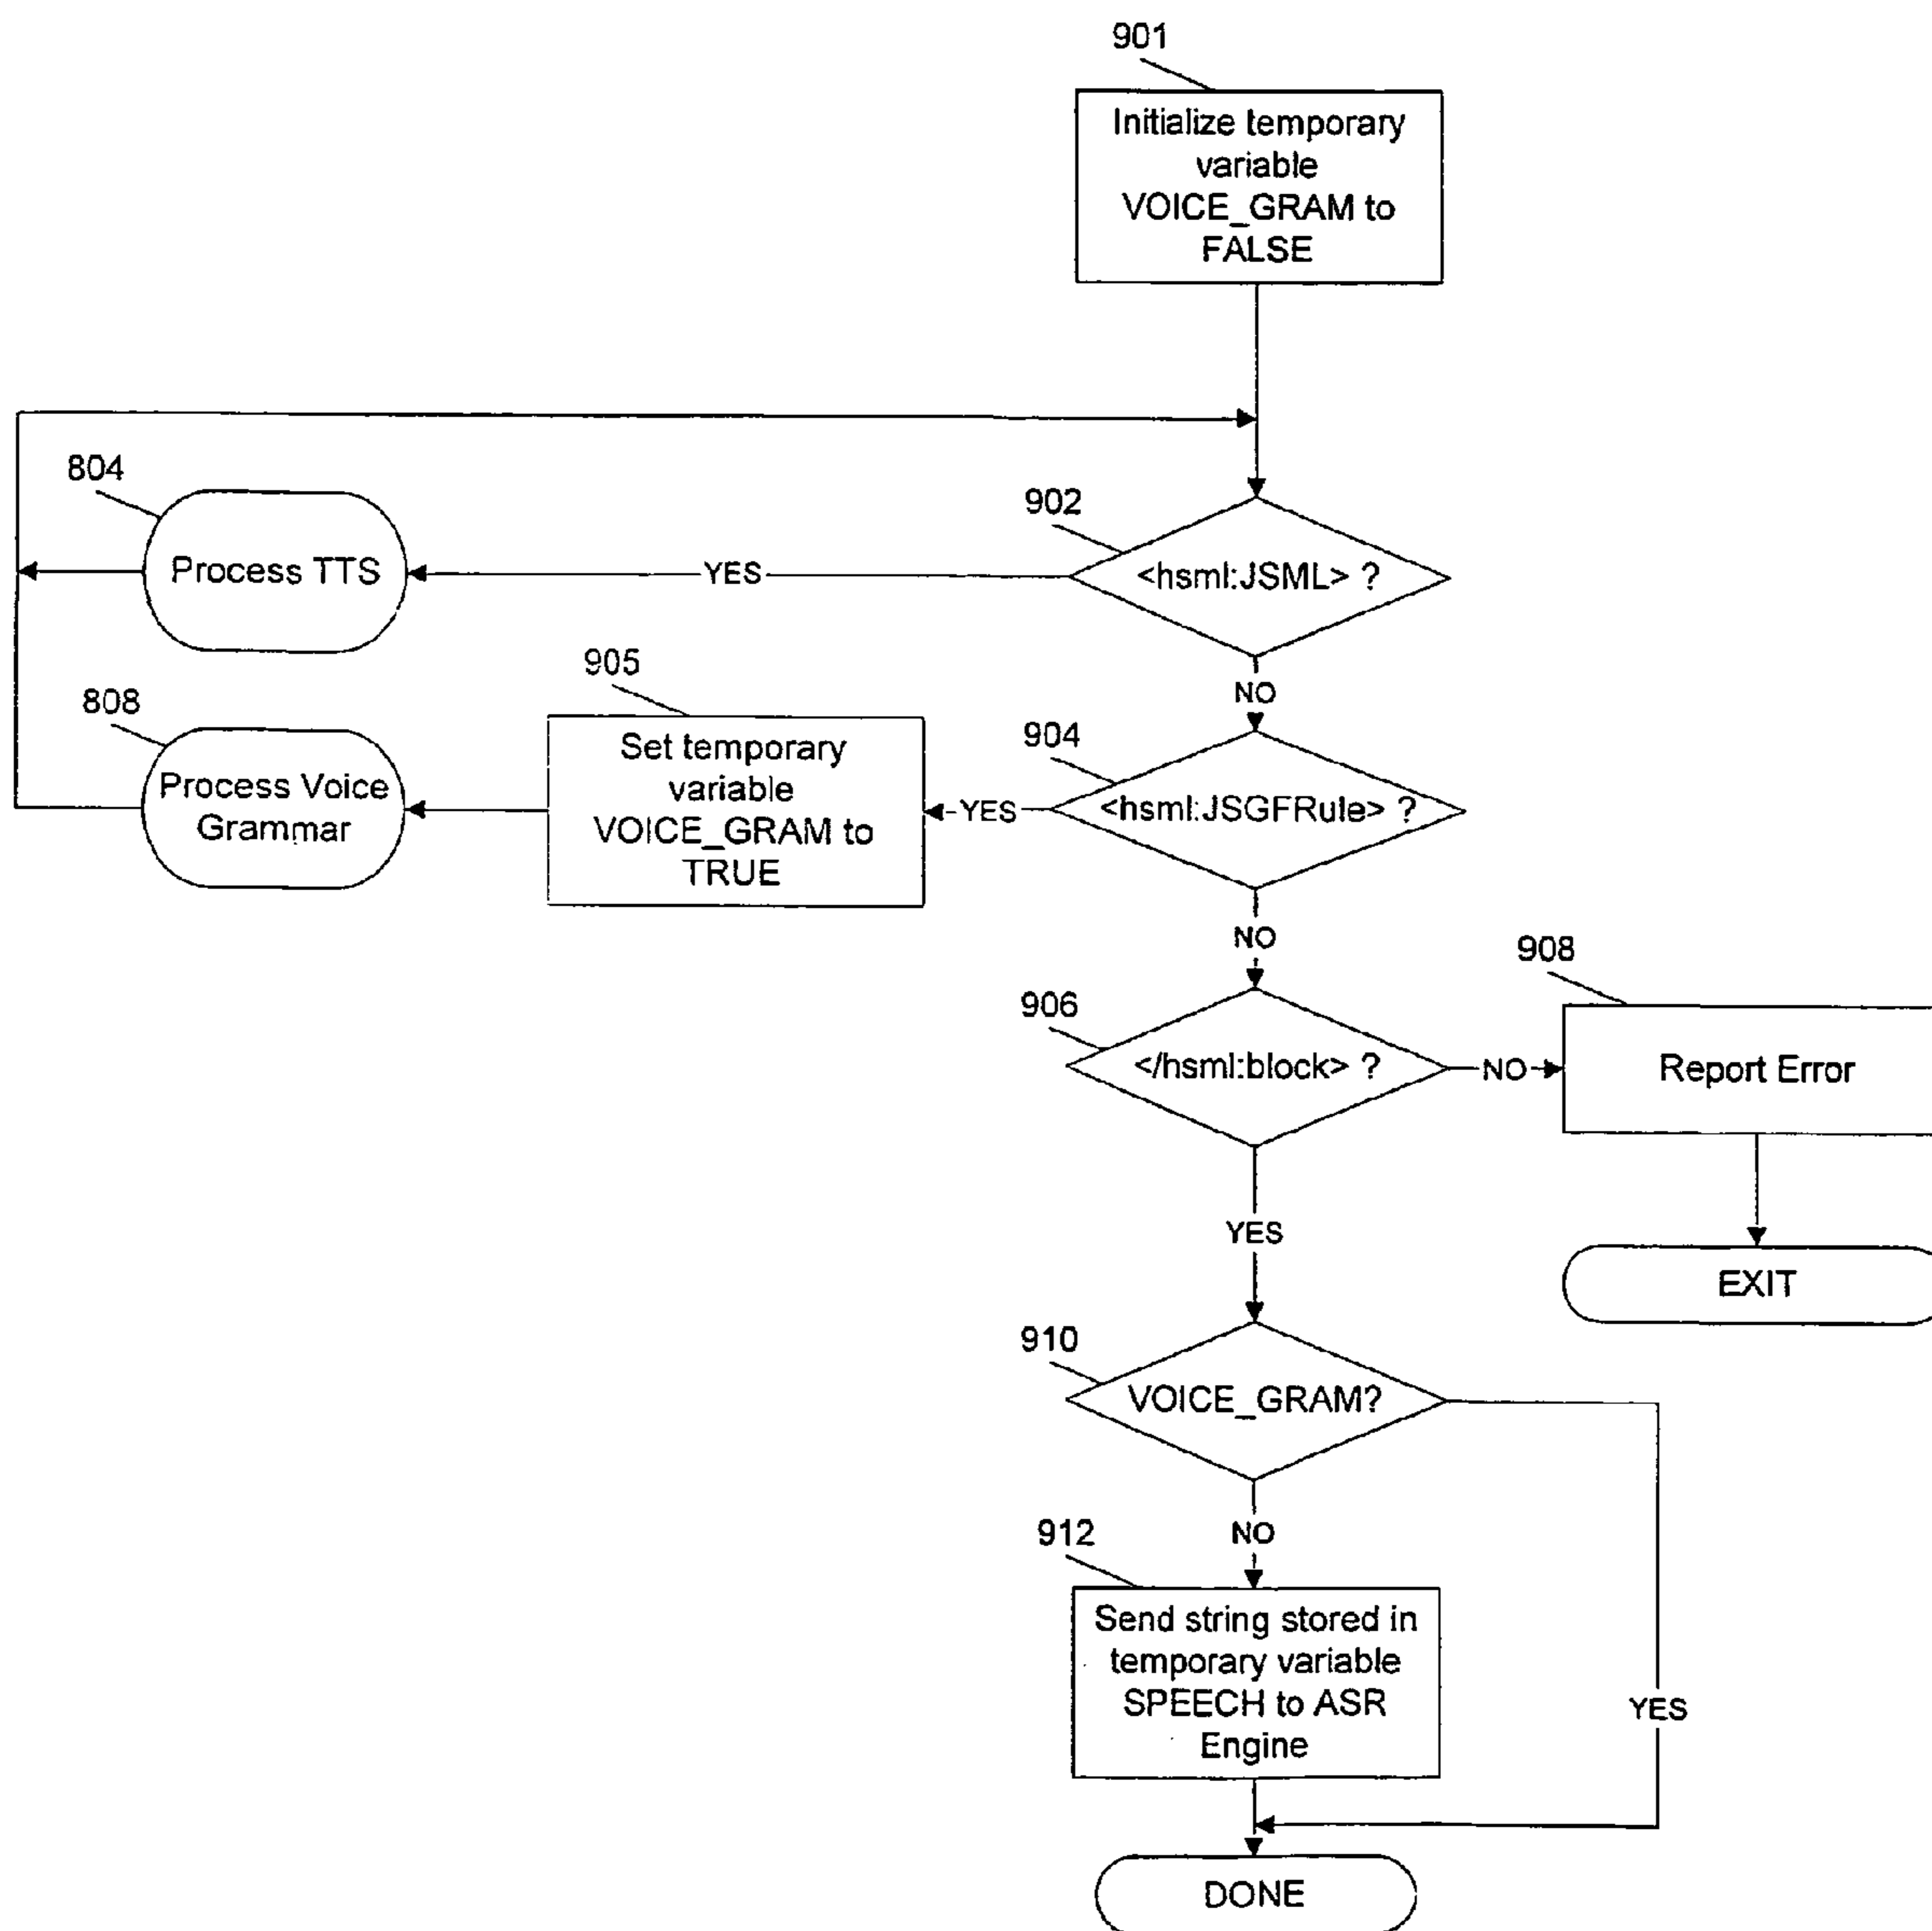 901
Initialize temporary
variable
VOICE_GRAM to
FALSE
804
Process TTS
YES
902
<hsml:JSML> ?
NO
808
Process Voice
Grammar
905
Set temporary
variable
VOICE_GRAM to
TRUE
YES
904
<hsml:JSGFRule> ?
NO
906
</hsml:block> ?
NO
908
Report Error
EXIT
YES
910
VOICE_GRAM?
NO
YES
912
Send string stored in
temporary variable
SPEECH to ASR
Engine
DONE